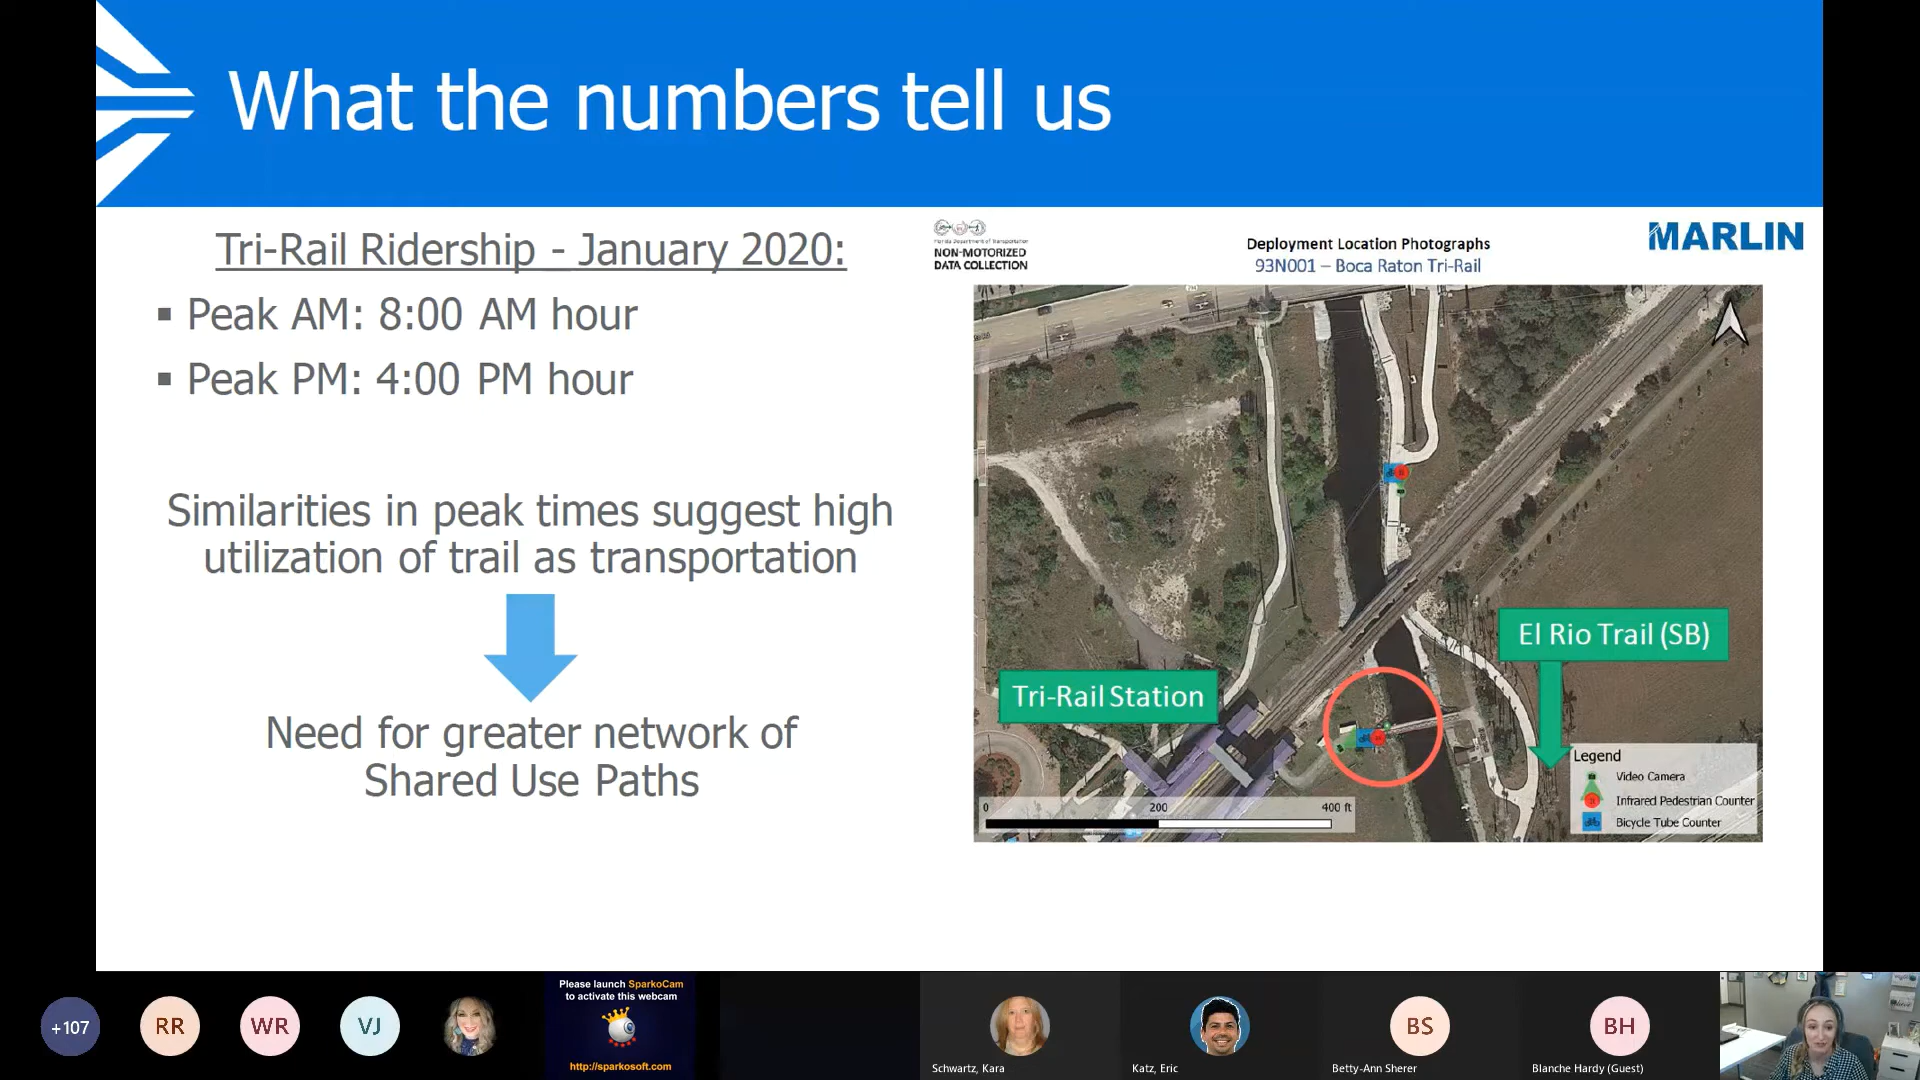 What the numbers tell us
Tri-Rail Ridership - January 2020:
▪ Peak AM: 8:00 AM hour
▪ Peak PM: 4:00 PM hour
Similarities in peak times suggest high
utilization of trail as transportation
Need for greater network of
Shared Use Paths
Florida Department of Transportation
NON-MOTORIZED
DATA COLLECTION
Deployment Location Photographs
93N001 – Boca Raton Tri-Rail
MARLIN
El Rio Trail (SB)
Tri-Rail Station
Legend
Video Camera
Infrared Pedestrian Counter
Bicycle Tube Counter
0 200 400 ft
+107
RR
WR
VJ
Please launch SparkoCam
to activate this webcam
http://sparkosoft.com
Schwartz, Kara
Katz, Eric
BS
Betty-Ann Sherer
BH
Blanche Hardy (Guest)